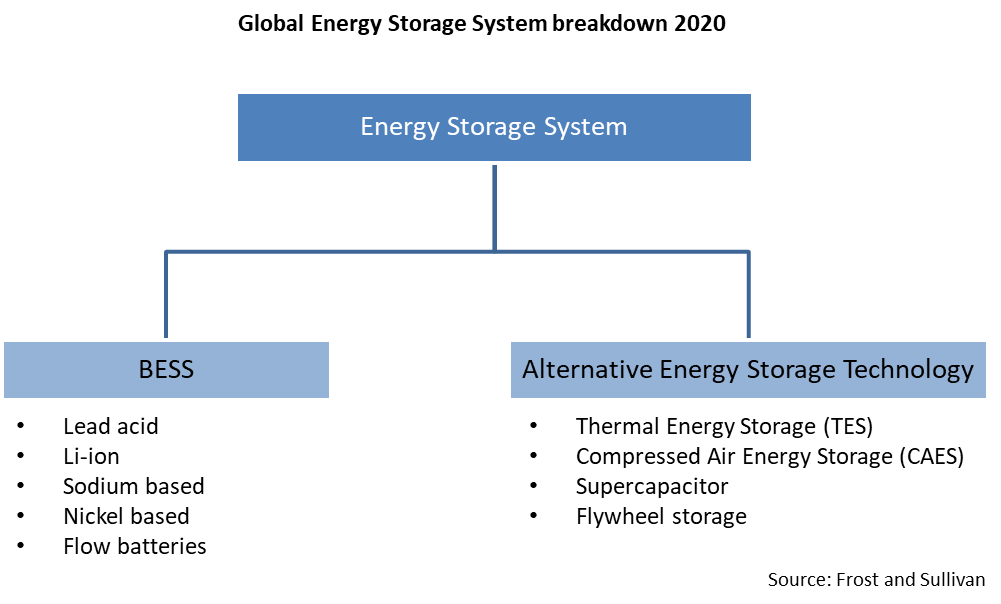 Global Energy Storage System breakdown 2020
Energy Storage System
BESS
• Lead acid
• Li-ion
• Sodium based
• Nickel based
• Flow batteries
Alternative Energy Storage Technology
• Thermal Energy Storage (TES)
• Compressed Air Energy Storage (CAES)
• Supercapacitor
• Flywheel storage
Source: Frost and Sullivan